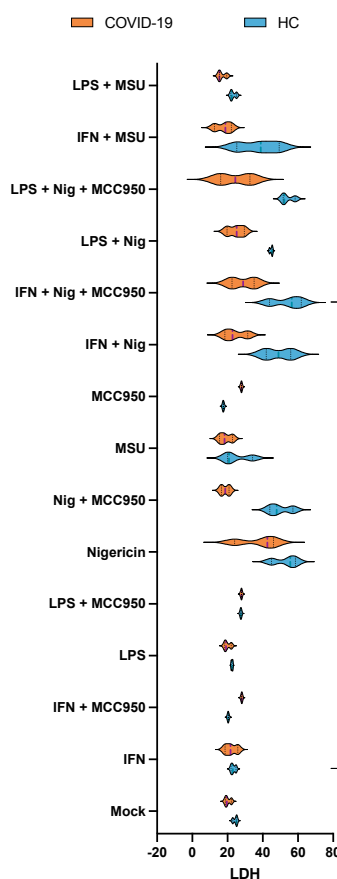 COVID-19 HC
LPS + MSU
IFN + MSU
LPS + Nig + MCC950
LPS + Nig
IFN + Nig + MCC950
IFN + Nig
MCC950
MSU
Nig + MCC950
Nigericin
LPS + MCC950
LPS
IFN + MCC950
IFN
Mock
-20 0 20 40 60 80
LDH